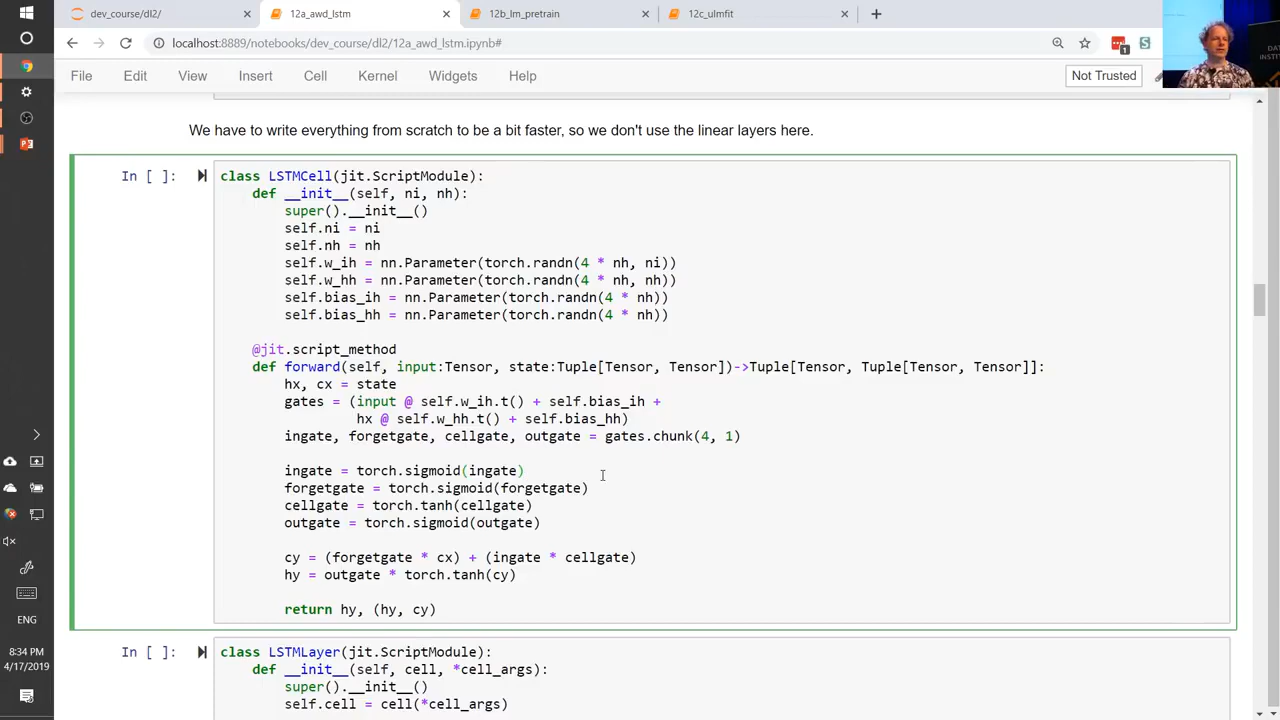 dev_course/dl2/
12a_awd_lstm
12b_lm_pretrain
12c_ulmfit
localhost:8889/notebooks/dev_course/dl2/12a_awd_lstm.ipynb#
1
File Edit View Insert Cell Kernel Widgets Help
Not Trusted
DATA
INSTIT
We have to write everything from scratch to be a bit faster, so we don't use the linear layers here.
In [ ]:
class LSTMCell(jit.ScriptModule):
def __init__(self, ni, nh):
super().__init__()
self.ni = ni
self.nh = nh
self.w_ih = nn.Parameter(torch.randn(4 * nh, ni))
self.w_hh = nn.Parameter(torch.randn(4 * nh, nh))
self.bias_ih = nn.Parameter(torch.randn(4 * nh))
self.bias_hh = nn.Parameter(torch.randn(4 * nh))
@jit.script_method
def forward(self, input:Tensor, state:Tuple[Tensor, Tensor])->Tuple[Tensor, Tuple[Tensor, Tensor]]:
hx, cx = state
gates = (input @ self.w_ih.t() + self.bias_ih +
hx @ self.w_hh.t() + self.bias_hh)
ingate, forgetgate, cellgate, outgate = gates.chunk(4, 1)
ingate = torch.sigmoid(ingate)
forgetgate = torch.sigmoid(forgetgate)
cellgate = torch.tanh(cellgate)
outgate = torch.sigmoid(outgate)
cy = (forgetgate * cx) + (ingate * cellgate)
hy = outgate * torch.tanh(cy)
return hy, (hy, cy)
In [ ]:
class LSTMLayer(jit.ScriptModule):
def __init__(self, cell, *cell_args):
super().__init__()
self.cell = cell(*cell_args)
ENG
8:34 PM
4/17/2019